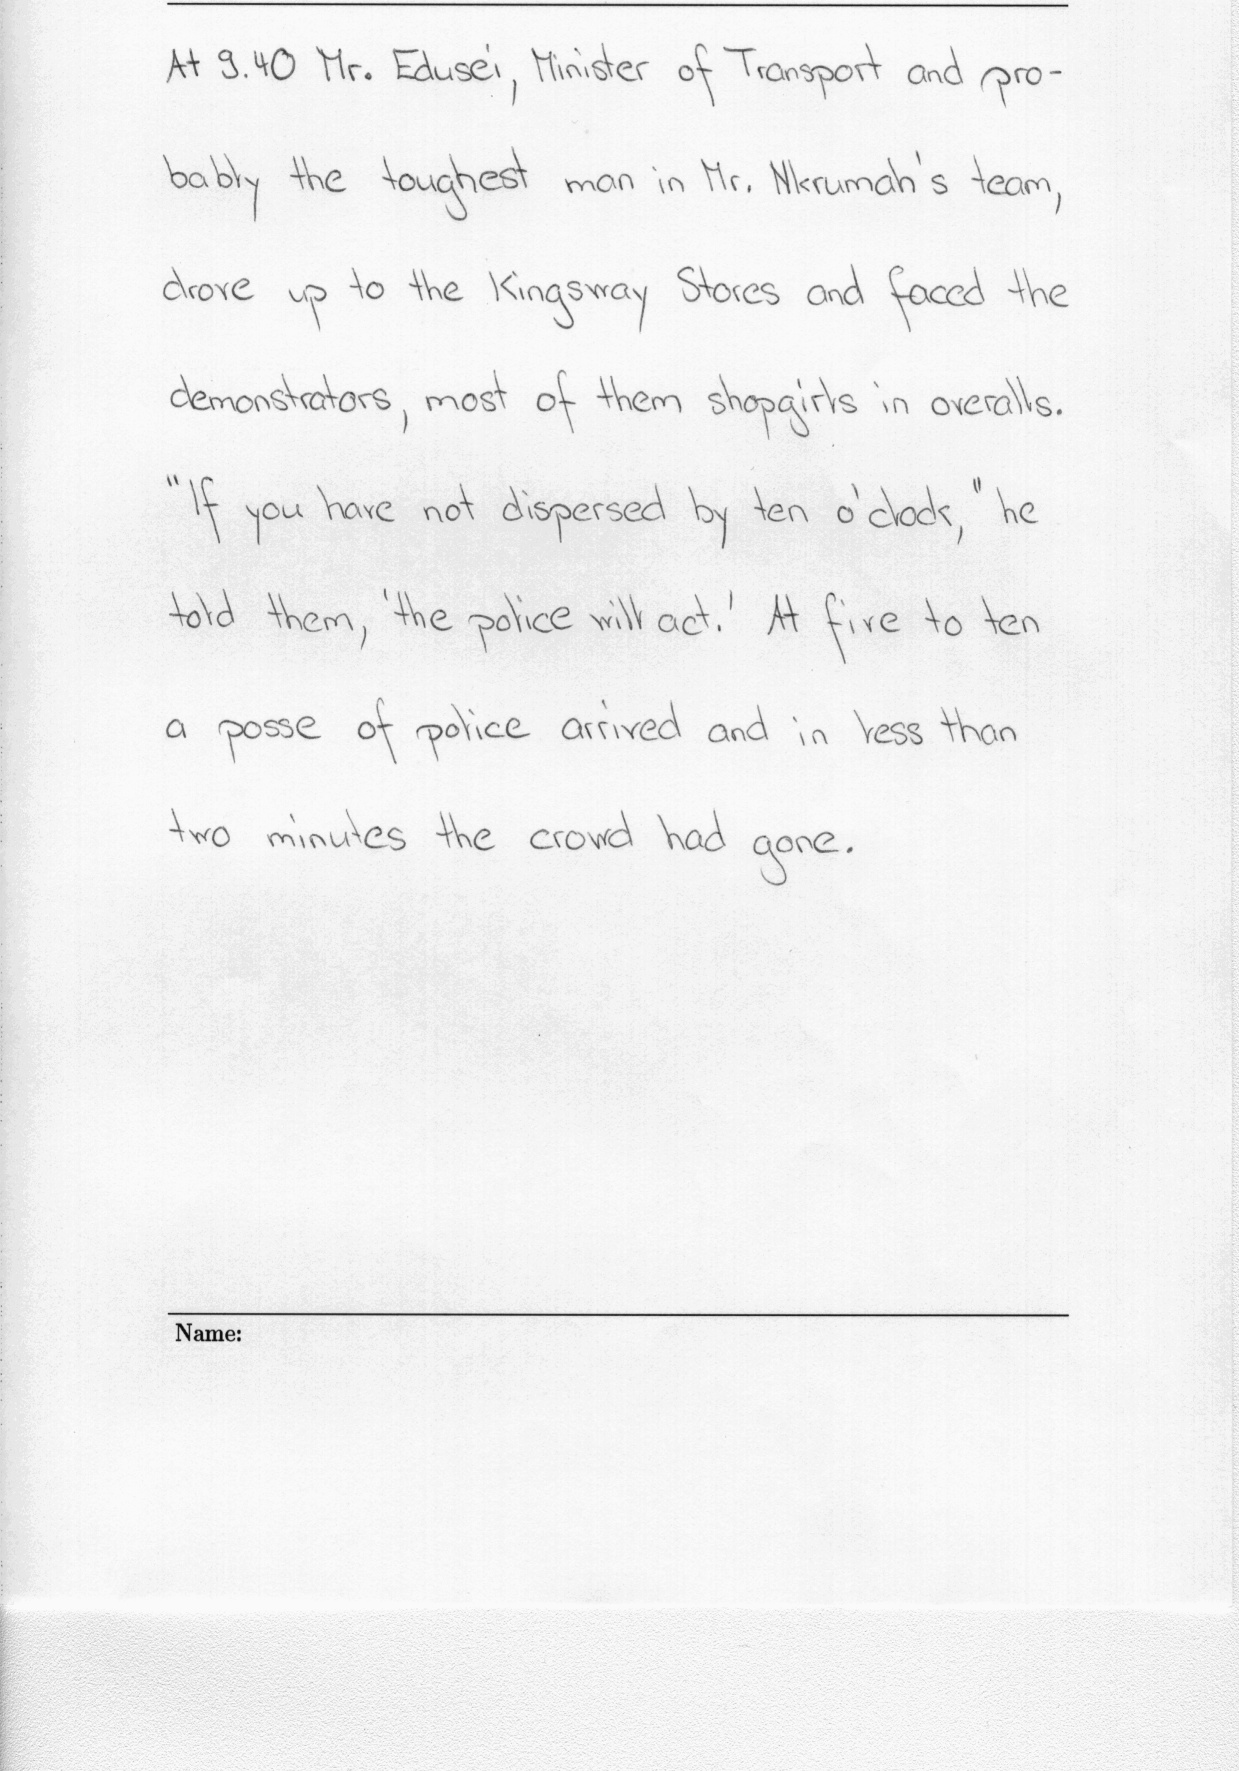 At 9.40 Mr. Edusei, Minister of Transport and pro-
bably the toughest man in Mr. Nkrumah's team,
drove up to the Kingsway Stores and faced the
demonstrators, most of them shopgirls in overalls.
"If you have not dispersed by ten o'clock," he
told them, 'the police will act.' At five to ten
a posse of police arrived and in less than
two minutes the crowd had gone.
Name: